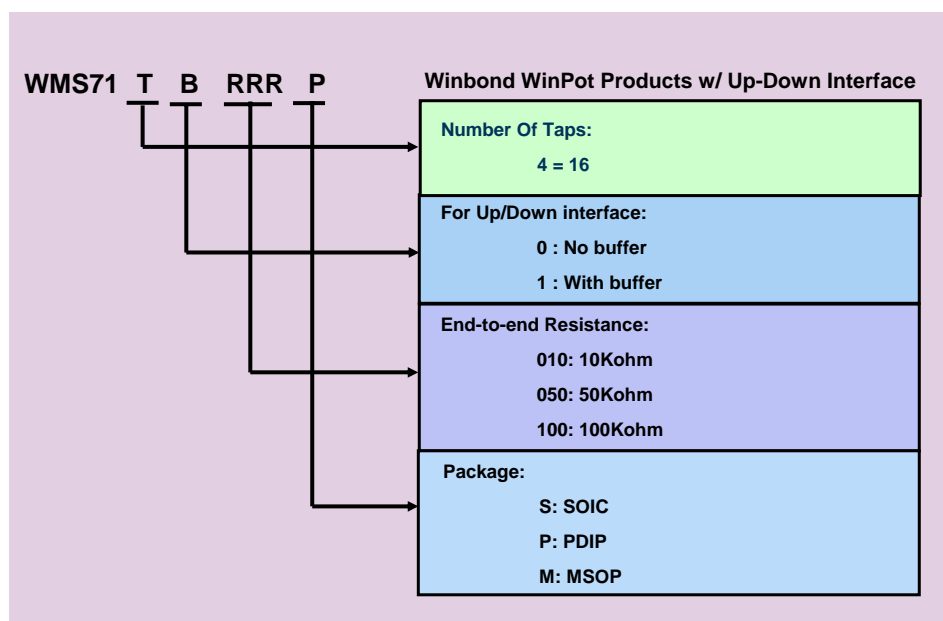 WMS71 T B RRR P
Winbond WinPot Products w/ Up-Down Interface
Number Of Taps:
4 = 16
For Up/Down interface:
0 : No buffer
1 : With buffer
End-to-end Resistance:
010: 10Kohm
050: 50Kohm
100: 100Kohm
Package:
S: SOIC
P: PDIP
M: MSOP